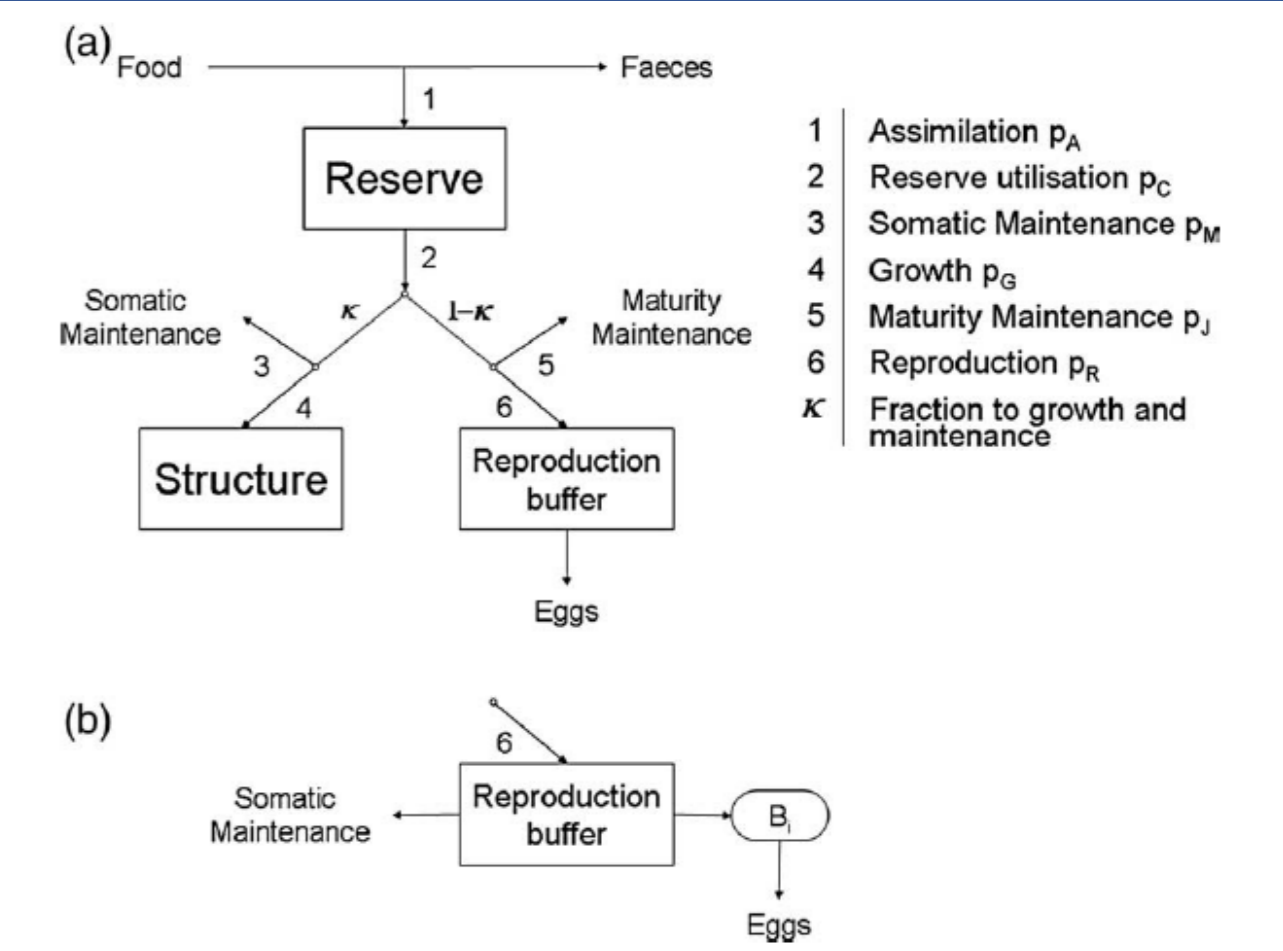 (a)
Food
Faeces
1
Reserve
2
Somatic
Maintenance
κ
1–κ
Maturity
Maintenance
3
5
4
6
Structure
Reproduction
buffer
Eggs
1 Assimilation pA
2 Reserve utilisation pC
3 Somatic Maintenance pM
4 Growth pG
5 Maturity Maintenance pJ
6 Reproduction pR
κ Fraction to growth and
maintenance
(b)
6
Somatic
Maintenance
Reproduction
buffer
Bi
Eggs